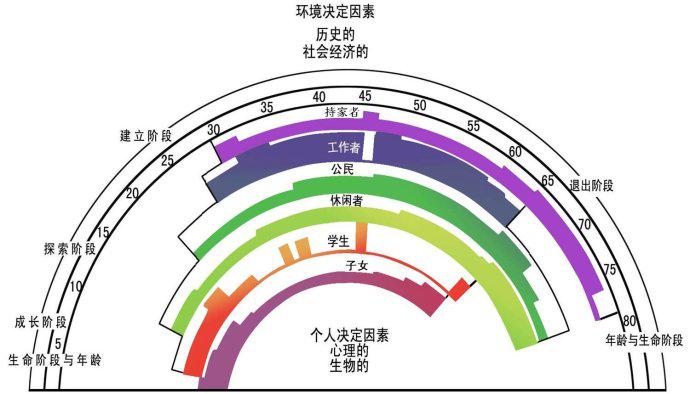 环境决定因素
历史的
社会经济的
建立阶段
探索阶段
成长阶段
生命阶段与年龄
5
10
15
20
25
30
35
40
45
50
55
60
65
70
75
80
退出阶段
年龄与生命阶段
持家者
工作者
公民
休闲者
学生
子女
个人决定因素
心理的
生物的